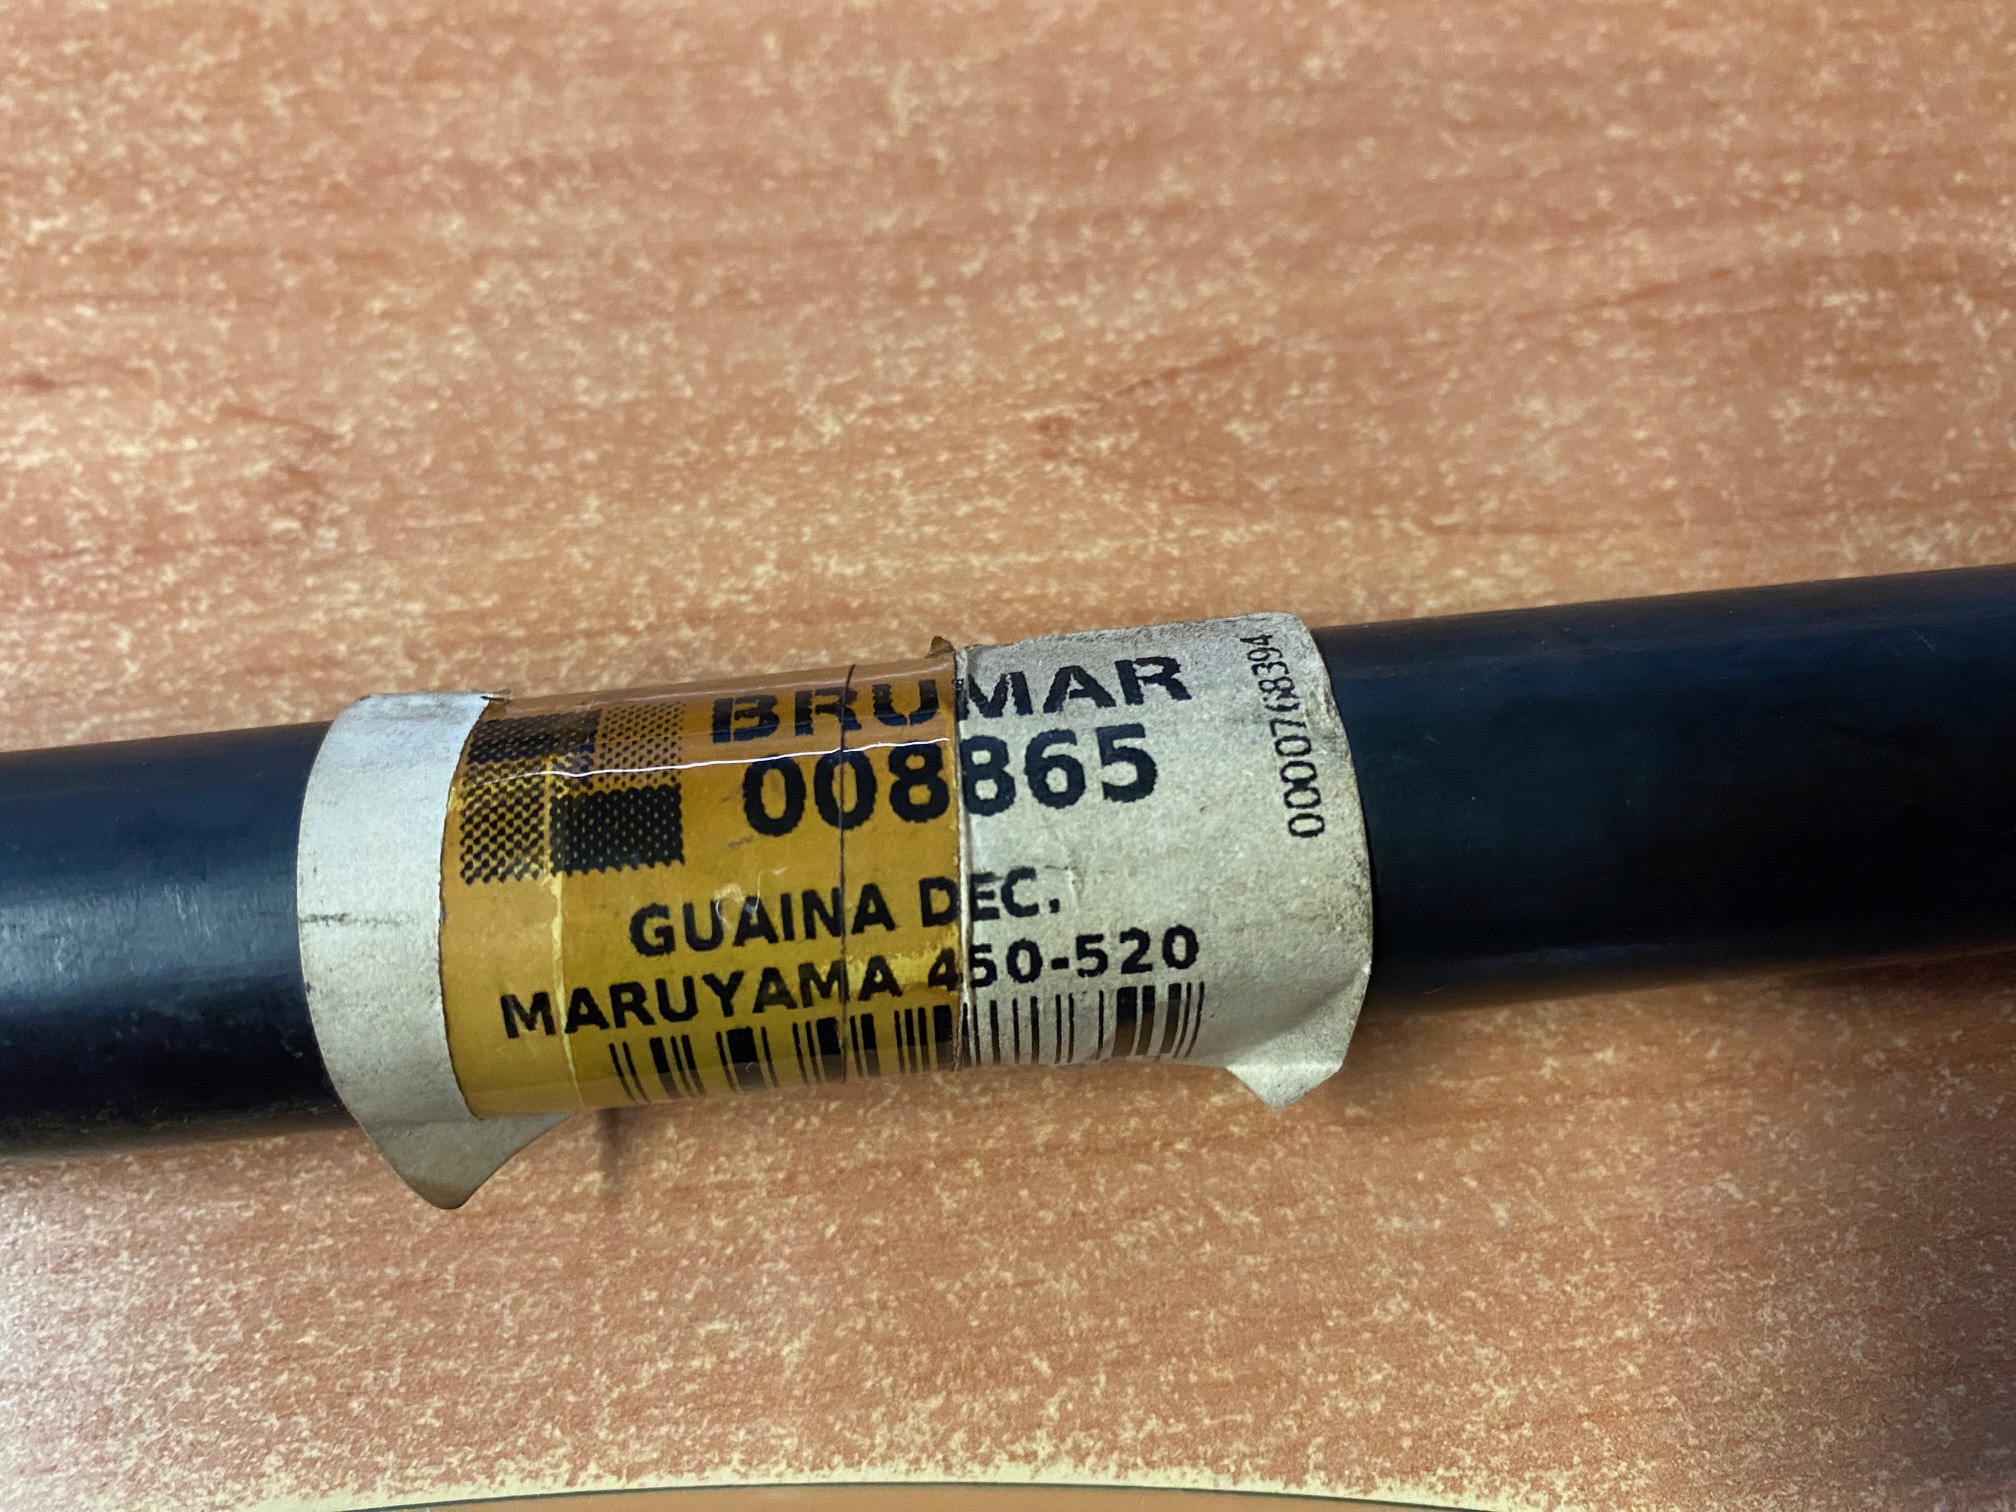 BRUMAR
008865
GUAINA DEC.
MARUYAMA 450-520
0000768394